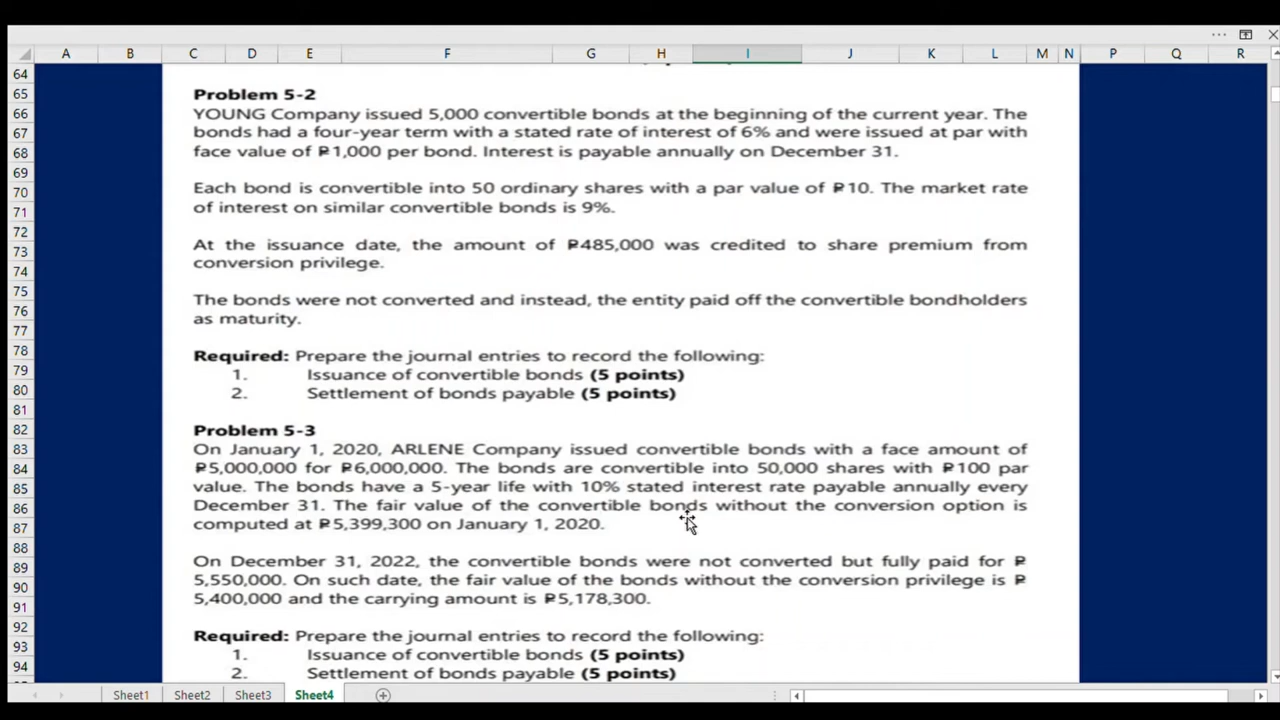 A B C D E F G H I J K L M N P Q R
64
65 Problem 5-2
66 YOUNG Company issued 5,000 convertible bonds at the beginning of the current year. The
67 bonds had a four-year term with a stated rate of interest of 6% and were issued at par with
68 face value of ₱1,000 per bond. Interest is payable annually on December 31.
69
70 Each bond is convertible into 50 ordinary shares with a par value of ₱10. The market rate
71 of interest on similar convertible bonds is 9%.
72
73 At the issuance date, the amount of ₱485,000 was credited to share premium from
74 conversion privilege.
75
76 The bonds were not converted and instead, the entity paid off the convertible bondholders
77 as maturity.
78 Required: Prepare the journal entries to record the following:
79 1. Issuance of convertible bonds (5 points)
80 2. Settlement of bonds payable (5 points)
81
82 Problem 5-3
83 On January 1, 2020, ARLENE Company issued convertible bonds with a face amount of
84 ₱5,000,000 for ₱6,000,000. The bonds are convertible into 50,000 shares with ₱100 par
85 value. The bonds have a 5-year life with 10% stated interest rate payable annually every
86 December 31. The fair value of the convertible bonds without the conversion option is
87 computed at ₱5,399,300 on January 1, 2020.
88
89 On December 31, 2022, the convertible bonds were not converted but fully paid for ₱
90 5,550,000. On such date, the fair value of the bonds without the conversion privilege is ₱
91 5,400,000 and the carrying amount is ₱5,178,300.
92
93 Required: Prepare the journal entries to record the following:
94 1. Issuance of convertible bonds (5 points)
2. Settlement of bonds payable (5 points)
Sheet1 Sheet2 Sheet3 Sheet4